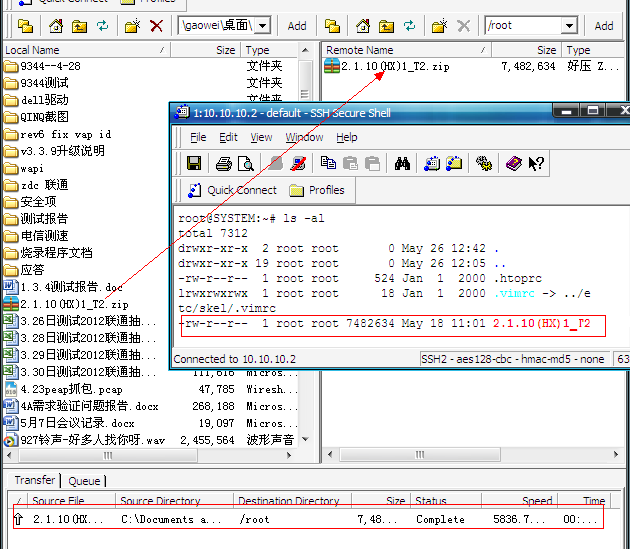 Quick Connect Profiles
\gaowei\桌面\ Add /root Add
Local Name / Size Type
Remote Name / Size Type
9344--4-28 文件夹
9344测试 文件夹
dell驱动 文件夹
QINQ截图 文件夹
rev6 fix vap id
v3.3.9升级说明
wapi
zdc 联通
安全项
测试报告
电信测速
烧录程序文档
应答
1.3.4测试报告.doc
2.1.10(HX)1_T2.zip
3.26日测试2012联通抽...
3.28日测试2012联通抽...
3.29日测试2012联通抽...
3.30日测试2012联通抽... 111,616 Micros...
4.23peap抓包.pcap 47,785 Wiresh...
4A需求验证问题报告.docx 268,188 Micros...
5月7日会议记录.docx 19,097 Micros...
927铃声-好多人找你呀.wav 2,455,564 波形声音
2.1.10(HX)1_T2.zip 7,482,634 好压 Z...
1:10.10.10.2 - default - SSH Secure Shell
File Edit View Window Help
Quick Connect Profiles
root@SYSTEM:~# ls -al
total 7312
drwxr-xr-x 2 root root 0 May 26 12:42 .
drwxr-xr-x 19 root root 0 May 26 12:05 ..
-rw-r--r-- 1 root root 524 Jan 1 2000 .htoprc
lrwxrwxrwx 1 root root 18 Jan 1 2000 .vimrc -> ../e
tc/skel/.vimrc
-rw-r--r-- 1 root root 7482634 May 18 11:01 2.1.10(HX)1_T2
Connected to 10.10.10.2 SSH2 - aes128-cbc - hmac-md5 - none 63
Transfer Queue
/ Source File Source Directory Destination Directory Size Status Speed Time
2.1.10(HX... C:\Documents a... /root 7,48... Complete 5836.7... 00:...